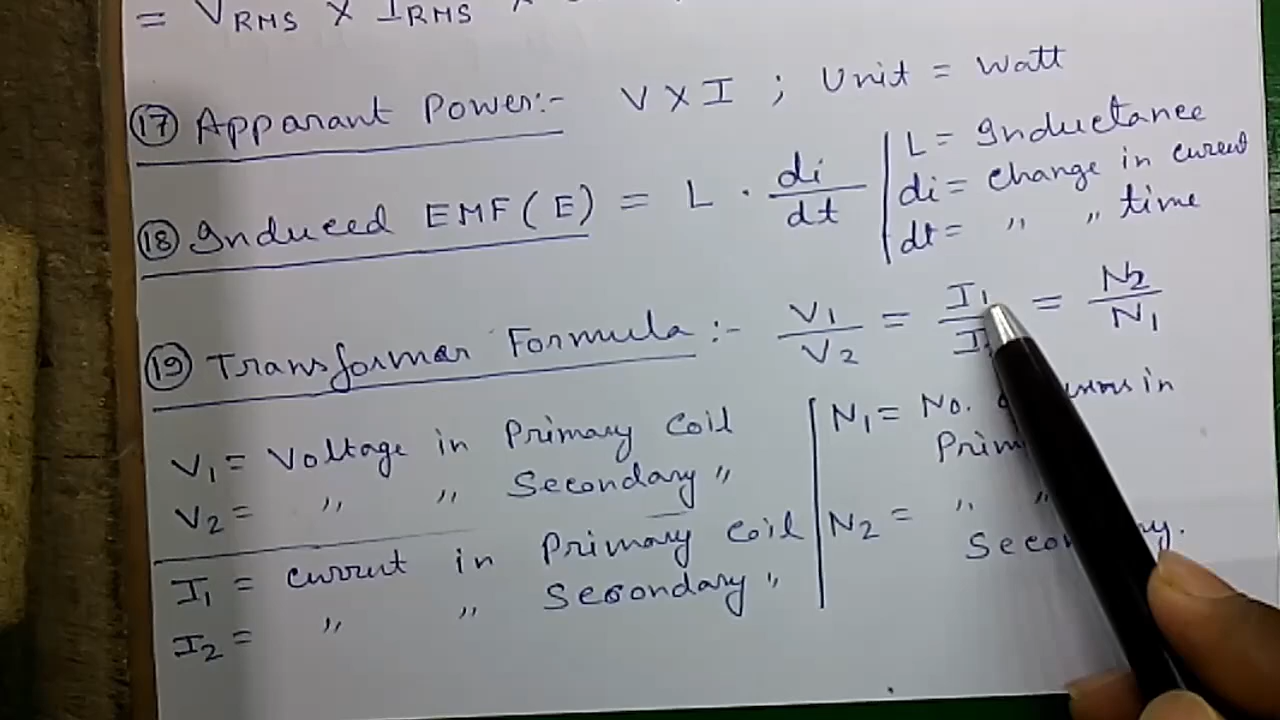 = VRMS X IRMS X
(17) Apparant Power:- V X I ; Unit = Watt
(18) Induced EMF(E) = L . di/dt
L = Inductance
di = change in curent
dt = " " time
(19) Transformer Formula :- V1/V2 = I1/I = N2/N1
V1 = Voltage in Primary Coil
V2 = " " Secondary "
I1 = current in Primary Coil
I2 = " " Secondary "
N1 = No. in
N2 = " "